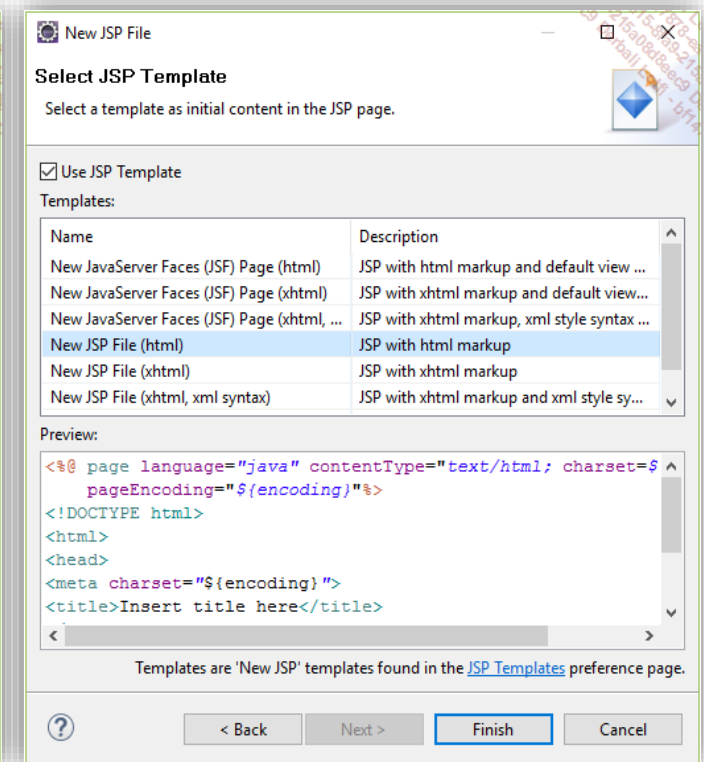 New JSP File
Select JSP Template
Select a template as initial content in the JSP page.
Use JSP Template
Templates:
Name Description
New JavaServer Faces (JSF) Page (html) JSP with html markup and default view ...
New JavaServer Faces (JSF) Page (xhtml) JSP with xhtml markup and default view...
New JavaServer Faces (JSF) Page (xhtml, ... JSP with xhtml markup, xml style syntax ...
New JSP File (html) JSP with html markup
New JSP File (xhtml) JSP with xhtml markup
New JSP File (xhtml, xml syntax) JSP with xhtml markup and xml style sy...
Preview:
<%@ page language="java" contentType="text/html; charset=$
pageEncoding="${encoding}"%>
<!DOCTYPE html>
<html>
<head>
<meta charset="${encoding}">
<title>Insert title here</title>
Templates are 'New JSP' templates found in the JSP Templates preference page.
? < Back Next > Finish Cancel